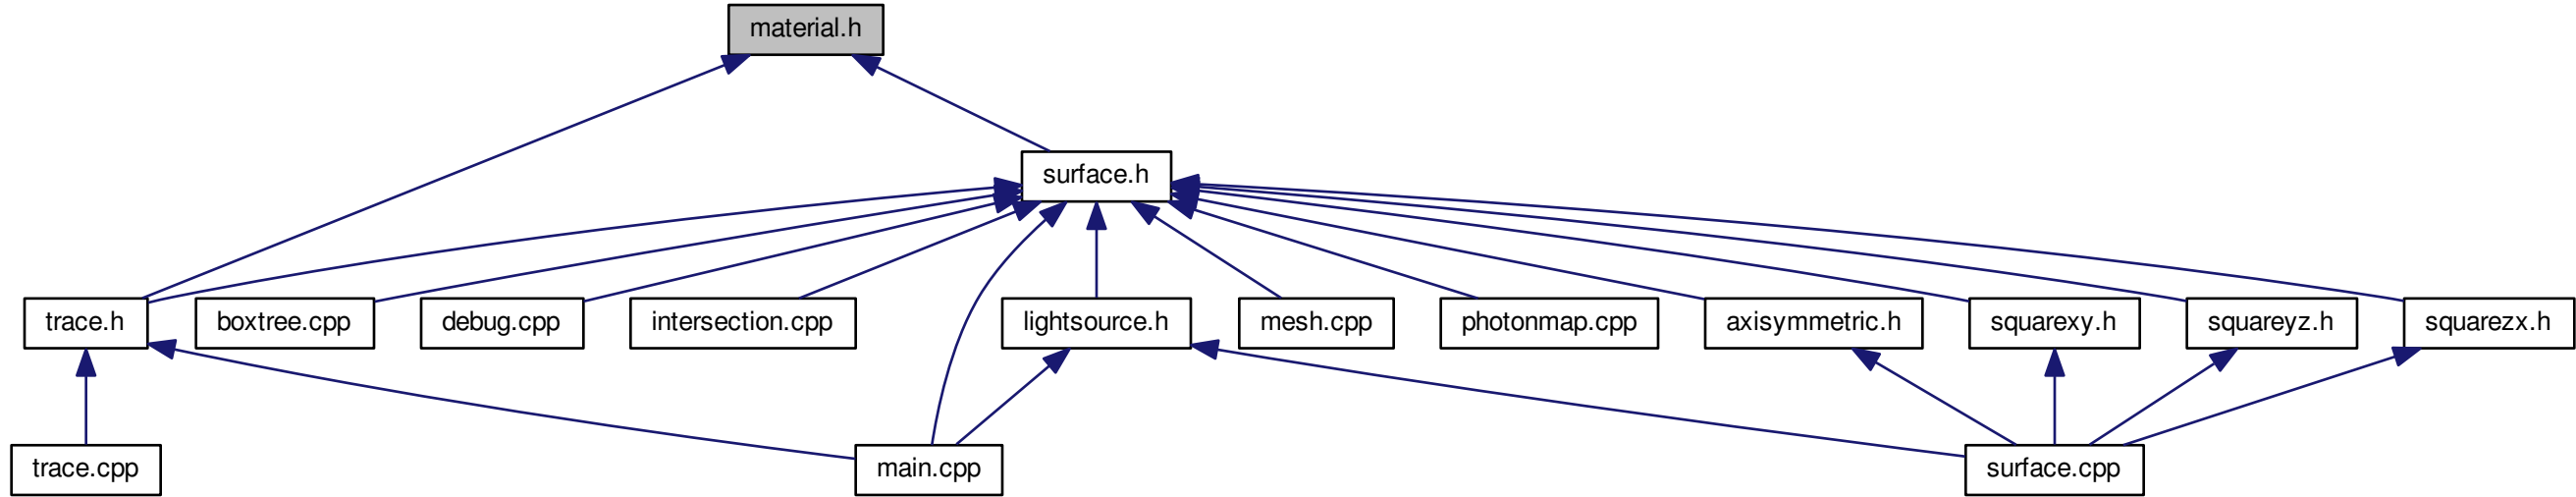 material.h
surface.h
trace.h
boxtree.cpp
debug.cpp
intersection.cpp
lightsource.h
mesh.cpp
photonmap.cpp
axisymmetric.h
squarexy.h
squareyz.h
squarezx.h
trace.cpp
main.cpp
surface.cpp